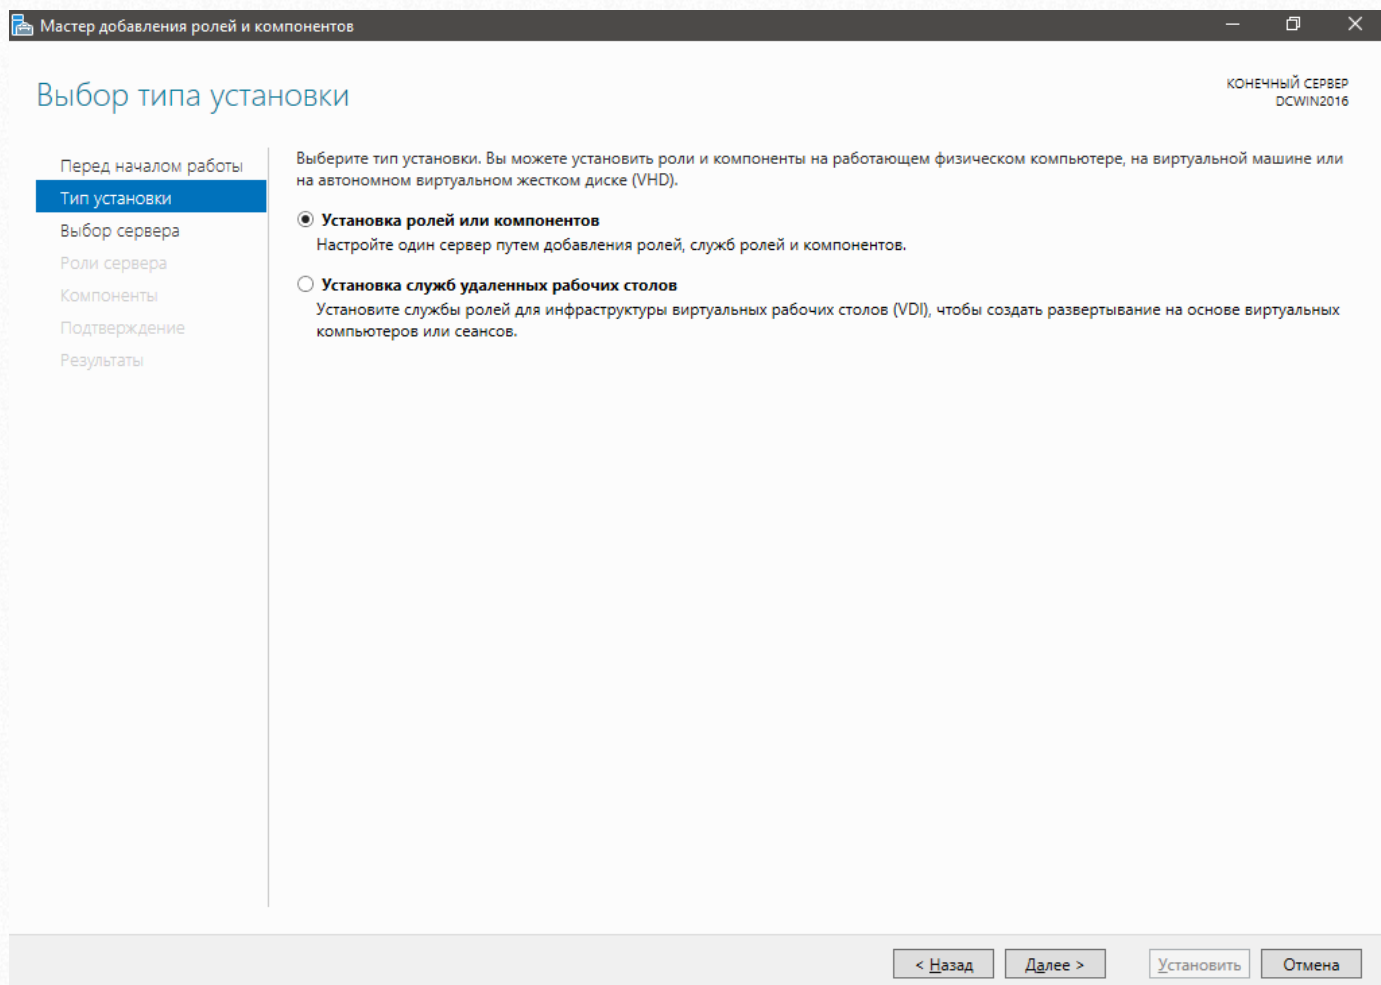 Мастер добавления ролей и компонентов
Выбор типа установки
КОНЕЧНЫЙ СЕРВЕР
DCWIN2016
Перед началом работы
Тип установки
Выбор сервера
Роли сервера
Компоненты
Подтверждение
Результаты
Выберите тип установки. Вы можете установить роли и компоненты на работающем физическом компьютере, на виртуальной машине или
на автономном виртуальном жестком диске (VHD).
Установка ролей или компонентов
Настройте один сервер путем добавления ролей, служб ролей и компонентов.
Установка служб удаленных рабочих столов
Установите службы ролей для инфраструктуры виртуальных рабочих столов (VDI), чтобы создать развертывание на основе виртуальных
компьютеров или сеансов.
< Назад
Далее >
Установить
Отмена